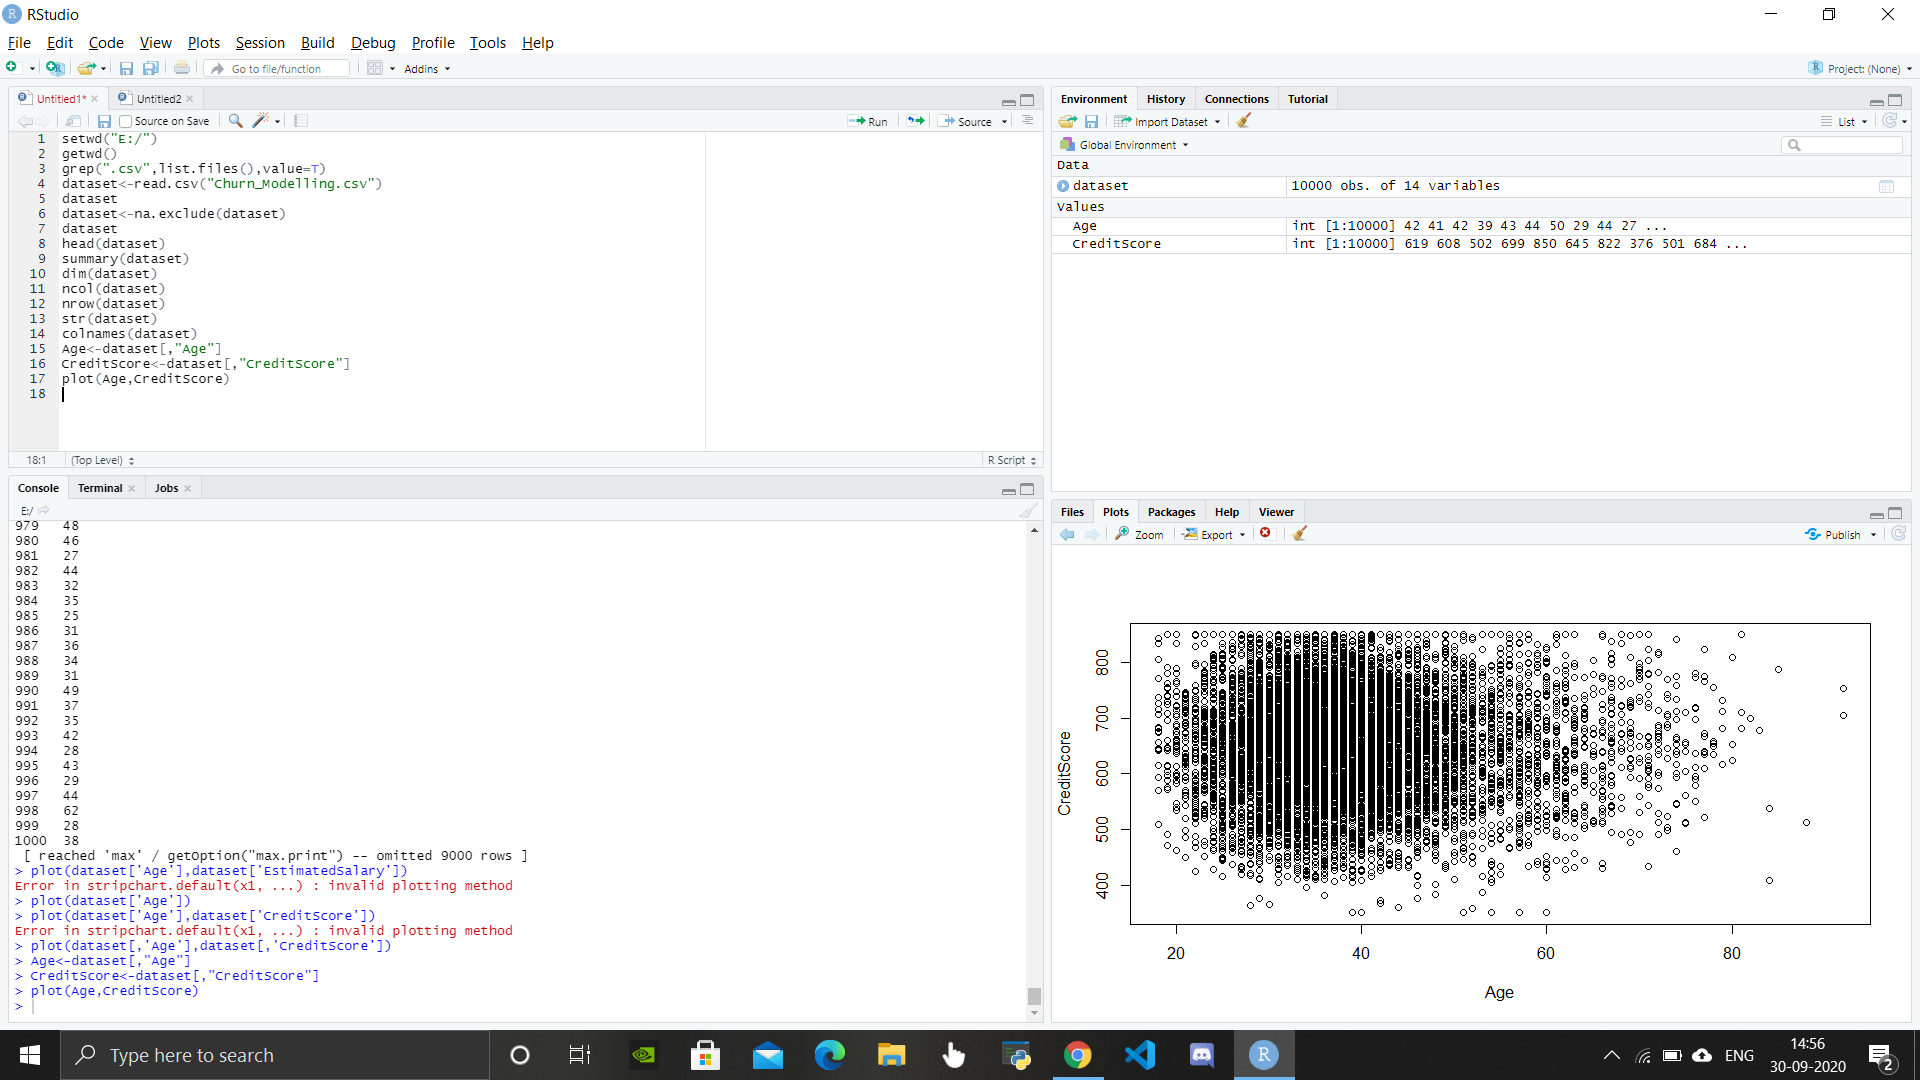 RStudio
File Edit Code View Plots Session Build Debug Profile Tools Help
Go to file/function Addins Project: (None)
Untitled1* Untitled2
Source on Save Run Source
1 setwd("E:/")
2 getwd()
3 grep(".csv",list.files(),value=T)
4 dataset<-read.csv("Churn_Modelling.csv")
5 dataset
6 dataset<-na.exclude(dataset)
7 dataset
8 head(dataset)
9 summary(dataset)
10 dim(dataset)
11 ncol(dataset)
12 nrow(dataset)
13 str(dataset)
14 colnames(dataset)
15 Age<-dataset[,"Age"]
16 CreditScore<-dataset[,"CreditScore"]
17 plot(Age,CreditScore)
18
18:1 (Top Level) R Script
Console Terminal Jobs
E:/
979 48
980 46
981 27
982 44
983 32
984 35
985 25
986 31
987 36
988 34
989 31
990 49
991 37
992 35
993 42
994 28
995 43
996 29
997 44
998 62
999 28
1000 38
[ reached 'max' / getOption("max.print") -- omitted 9000 rows ]
> plot(dataset['Age'],dataset['EstimatedSalary'])
Error in stripchart.default(x1, ...) : invalid plotting method
> plot(dataset['Age'])
> plot(dataset['Age'],dataset['CreditScore'])
Error in stripchart.default(x1, ...) : invalid plotting method
> plot(dataset[,'Age'],dataset[,'CreditScore'])
> Age<-dataset[,"Age"]
> CreditScore<-dataset[,"CreditScore"]
> plot(Age,CreditScore)
>
Environment History Connections Tutorial
Import Dataset List
Global Environment
Data
dataset 10000 obs. of 14 variables
Values
Age int [1:10000] 42 41 42 39 43 44 50 29 44 27 ...
CreditScore int [1:10000] 619 608 502 699 850 645 822 376 501 684 ...
Files Plots Packages Help Viewer
Zoom Export Publish
CreditScore
800
700
600
500
400
20 40 60 80
Age
Type here to search
R
ENG
14:56
30-09-2020
2